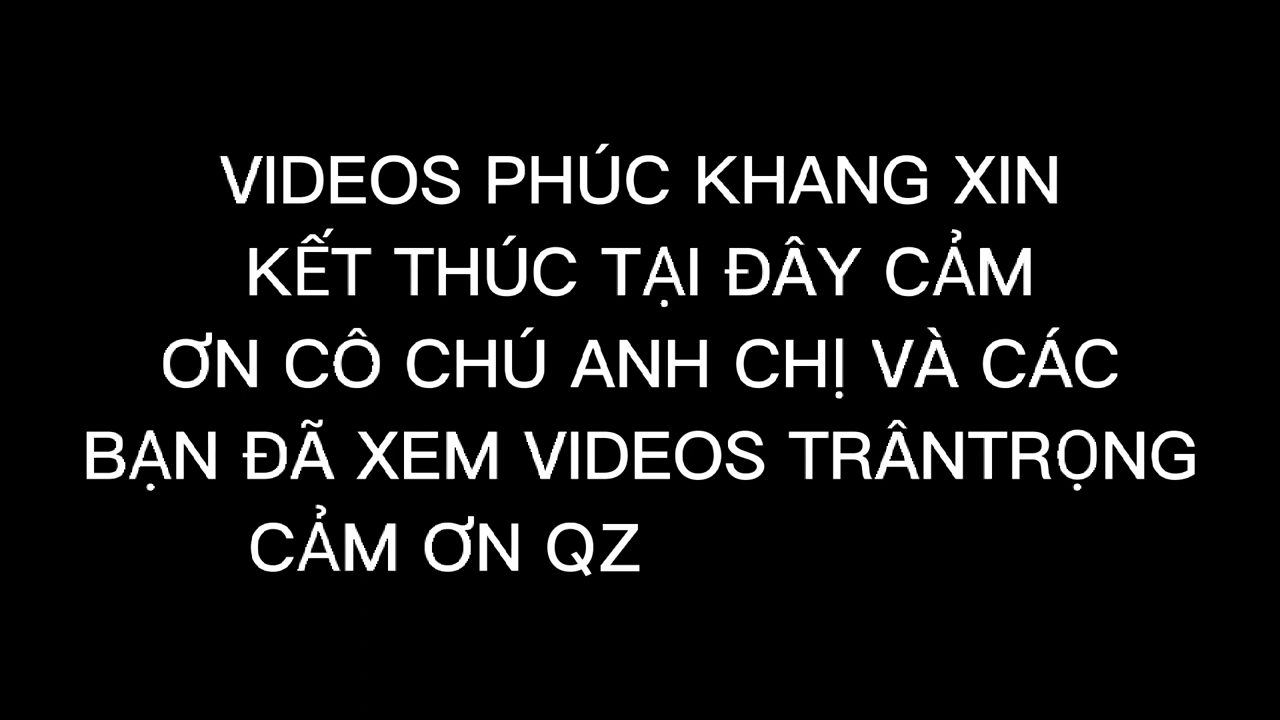 VIDEOS PHÚC KHANG XIN
KẾT THÚC TẠI ĐÂY CẢM
ƠN CÔ CHÚ ANH CHỊ VÀ CÁC
BẠN ĐÃ XEM VIDEOS TRÂNTRỌNG
CẢM ƠN QZ